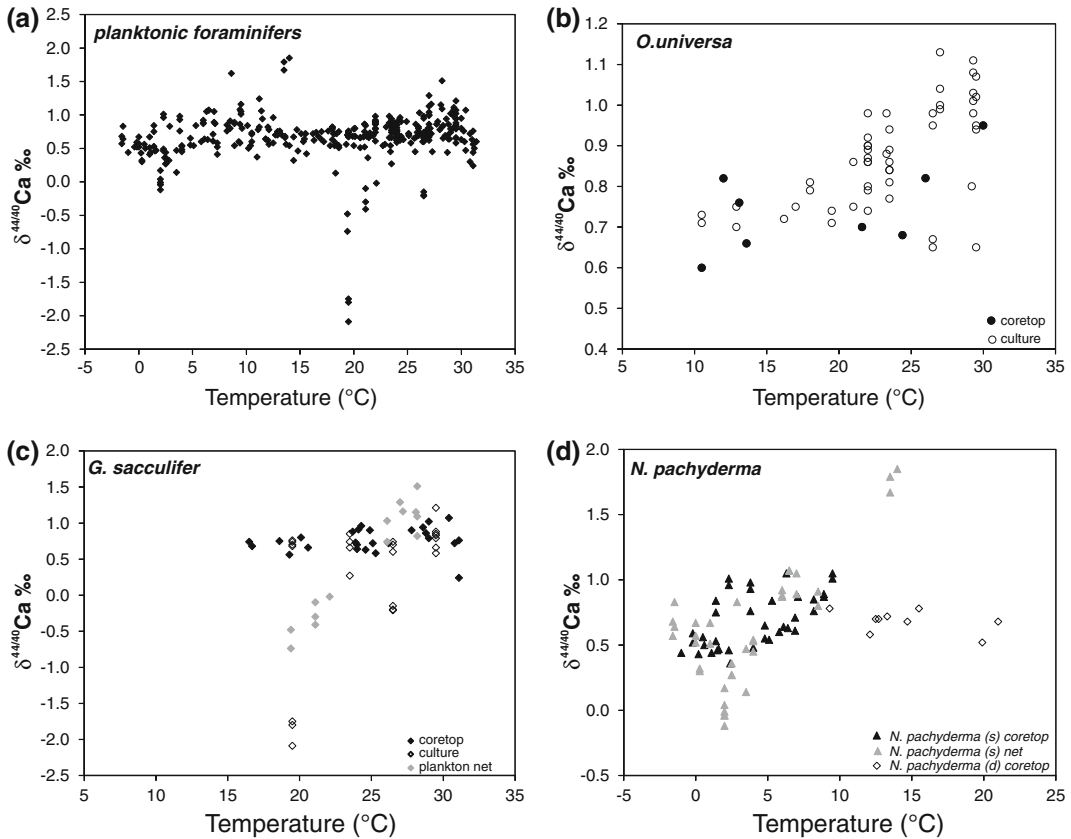 (a)
planktonic foraminifers
2.5
2.0
1.5
1.0
0.5
0.0
-0.5
-1.0
-1.5
-2.0
-2.5
δ44/40Ca ‰
-5 0 5 10 15 20 25 30 35
Temperature (°C)
(b)
O.universa
1.2
1.1
1.0
0.9
0.8
0.7
0.6
0.5
0.4
δ44/40Ca ‰
coretop
culture
5 10 15 20 25 30 35
Temperature (°C)
(c)
G. sacculifer
2.0
1.5
1.0
0.5
0.0
-0.5
-1.0
-1.5
-2.0
-2.5
δ44/40Ca ‰
coretop
culture
plankton net
5 10 15 20 25 30 35
Temperature (°C)
(d)
N. pachyderma
2.0
1.5
1.0
0.5
0.0
-0.5
δ44/40Ca ‰
N. pachyderma (s) coretop
N. pachyderma (s) net
N. pachyderma (d) coretop
-5 0 5 10 15 20 25
Temperature (°C)